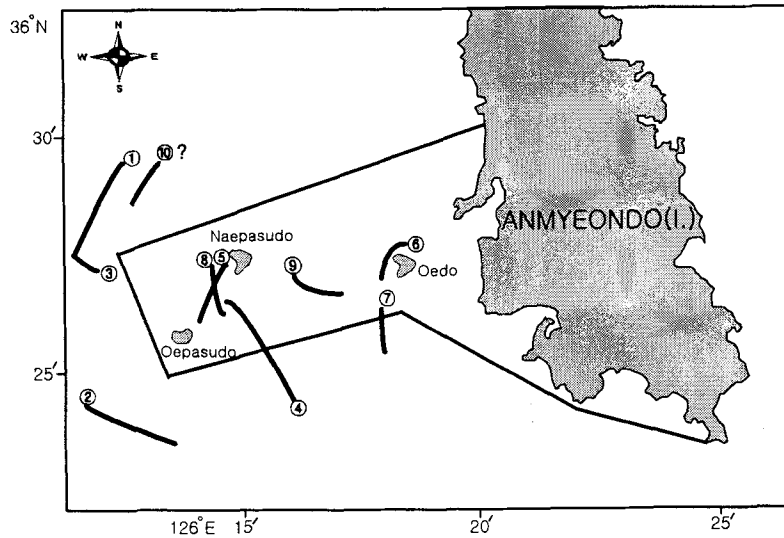 36°N
N
W E
S
30′
① ⑩ ?
ANMYEONDO(I.)
Naepasudo
⑥
⑧ ⑤
⑨
③
Oedo
⑦
Oepasudo
25′
②
④
126°E 15′ 20′ 25′